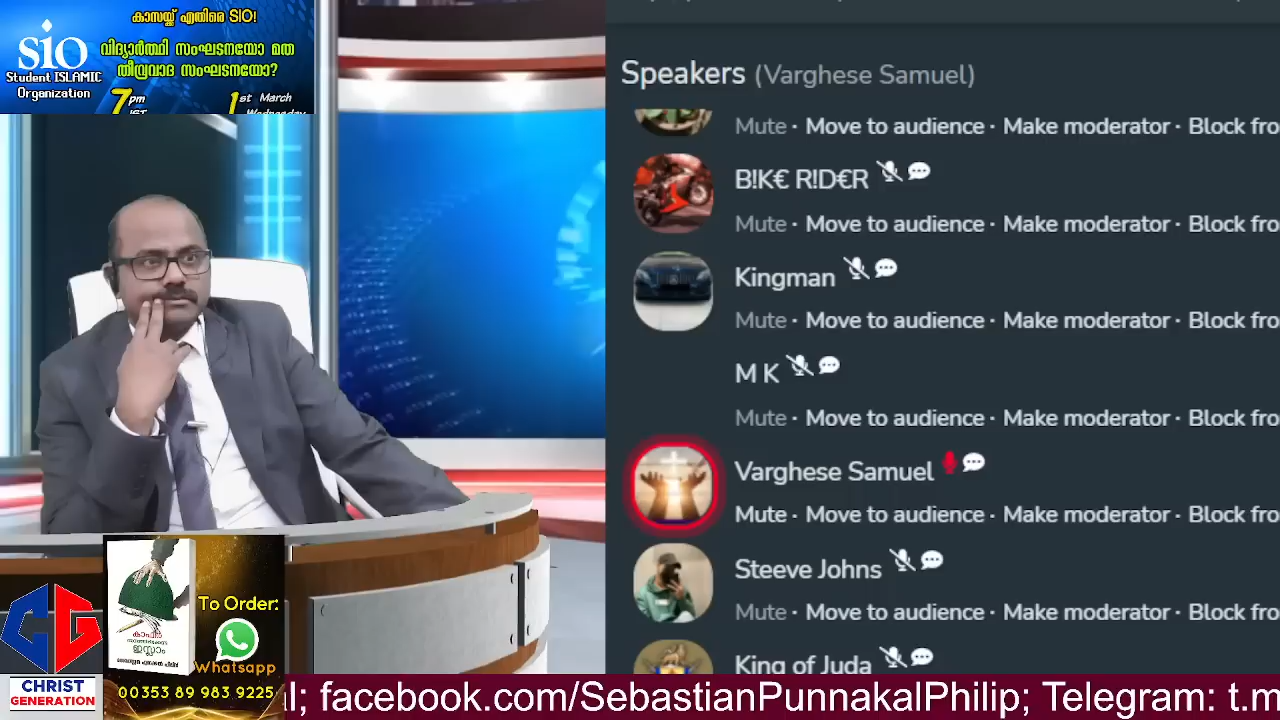 കാസയ്ക്ക് എതിരെ SIO!
sio
Student ISLAMIC
Organization
വിദ്യാർത്ഥി സംഘടനയോ മത
തീവ്രവാദ സംഘടനയോ?
7pm
IST
1st March
Wednesday
Speakers (Varghese Samuel)
Mute · Move to audience · Make moderator · Block fro
B!K€ R!D€R
Mute · Move to audience · Make moderator · Block fro
Kingman
Mute · Move to audience · Make moderator · Block fro
M K
Mute · Move to audience · Make moderator · Block fro
Varghese Samuel
Mute · Move to audience · Make moderator · Block fro
Steeve Johns
Mute · Move to audience · Make moderator · Block fro
King of Juda
CG
CHRIST
GENERATION
കാഫിർ
ഇസ്ലാം
To Order:
Whatsapp
00353 89 983 9225
l; facebook.com/SebastianPunnakalPhilip; Telegram: t.m